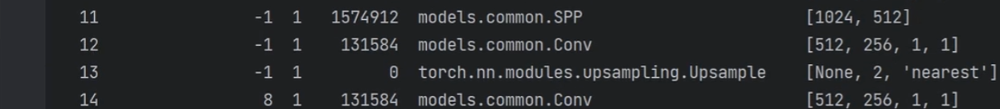 11 -1 1 1574912 models.common.SPP [1024, 512]
12 -1 1 131584 models.common.Conv [512, 256, 1, 1]
13 -1 1 0 torch.nn.modules.upsampling.Upsample [None, 2, 'nearest']
14 8 1 131584 models.common.Conv [512, 256, 1, 1]